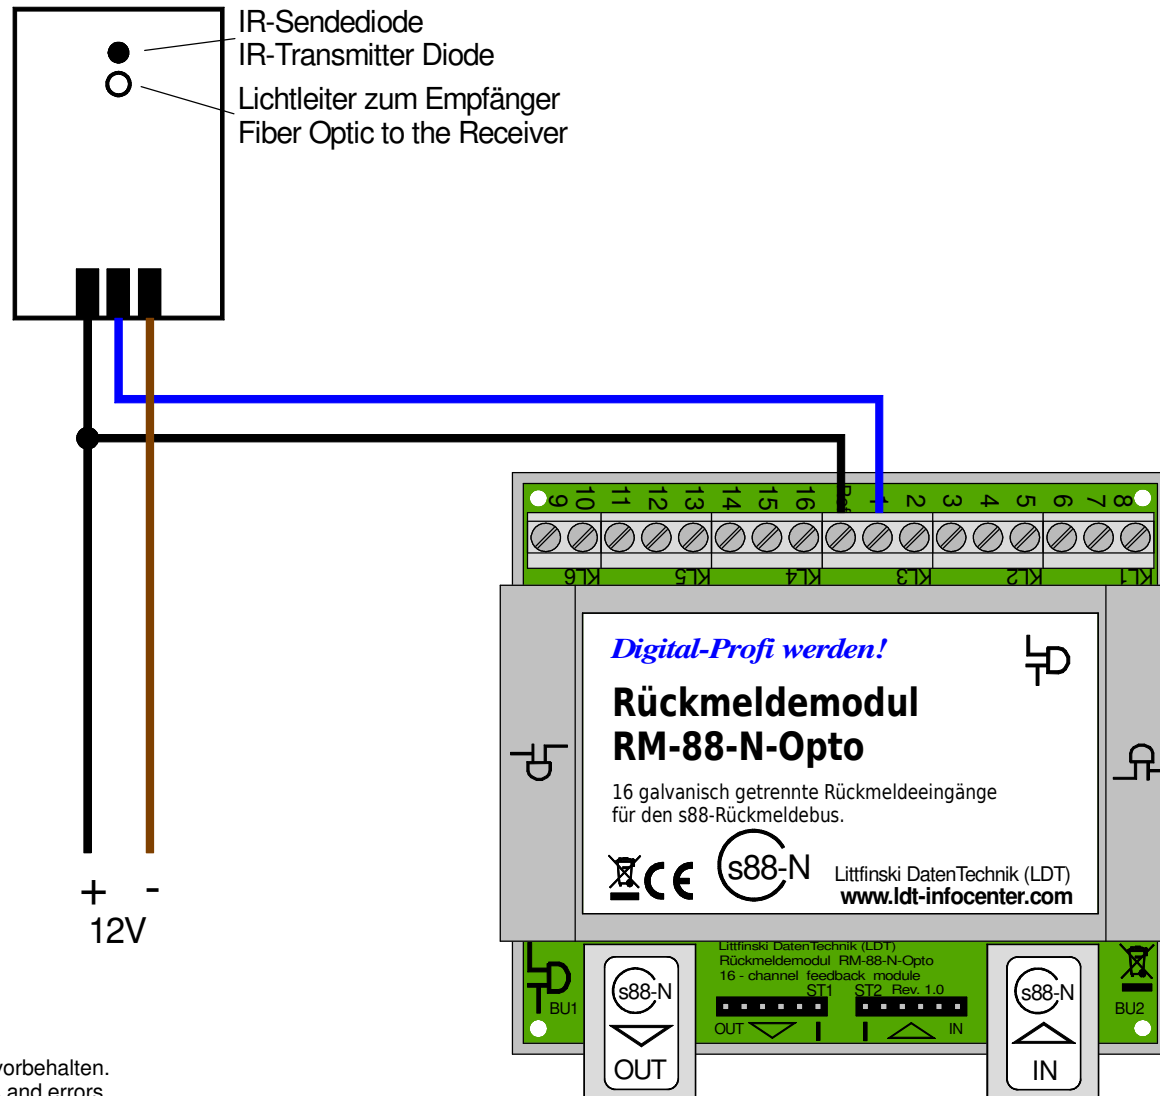 IR-Sendediode
IR-Transmitter Diode
Lichtleiter zum Empfänger
Fiber Optic to the Receiver
9 10 11 12 13 14 15 16 Ref 1 2 3 4 5 6 7 8
KL6 KL5 KL4 KL3 KL2 KL1
Digital-Profi werden!
Rückmeldemodul
RM-88-N-Opto
16 galvanisch getrennte Rückmeldeeingänge
für den s88-Rückmeldebus.
CE s88-N
Littfinski DatenTechnik (LDT)
www.ldt-infocenter.com
+ -
12V
Littfinski DatenTechnik (LDT)
Rückmeldemodul RM-88-N-Opto
16 - channel feedback module
ST1 ST2 Rev. 1.0
OUT IN
BU1
s88-N
OUT
s88-N
IN
BU2
vorbehalten.
and errors